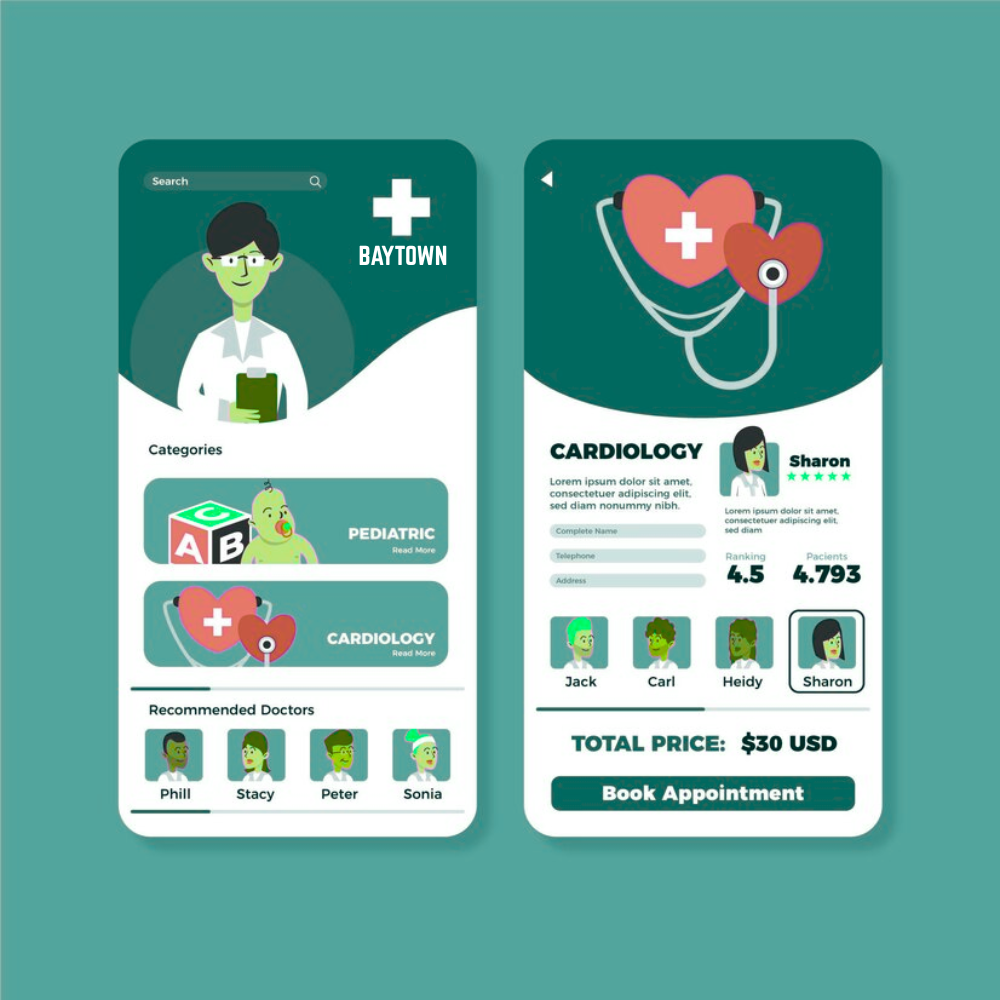 Search
BAYTOWN
Categories
C
A B
PEDIATRIC
Read More
CARDIOLOGY
Read More
Recommended Doctors
Phill Stacy Peter Sonia
CARDIOLOGY
Lorem ipsum dolor sit amet,
consectetuer adipiscing elit,
sed diam nonummy nibh.
Complete Name
Telephone
Address
Sharon
Lorem ipsum dolor sit amet,
consectetuer adipiscing elit,
sed diam
Ranking Pacients
4.5 4.793
Jack Carl Heidy Sharon
TOTAL PRICE: $30 USD
Book Appointment